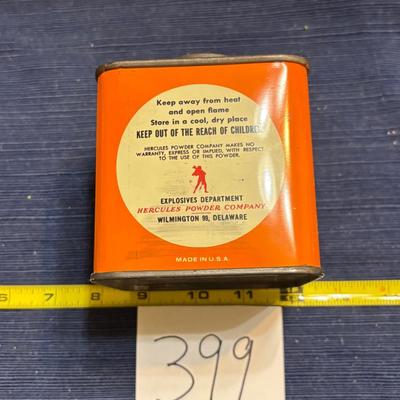 Keep away from heat
and open flame
Store in a cool, dry place
KEEP OUT OF THE REACH OF CHILDREN
HERCULES POWDER COMPANY MAKES NO
WARRANTY, EXPRESS OR IMPLIED, WITH RESPECT
TO THE USE OF THIS POWDER.
EXPLOSIVES DEPARTMENT
HERCULES POWDER COMPANY
WILMINGTON 99, DELAWARE
MADE IN U.S.A.
7 8 9 10 11
399